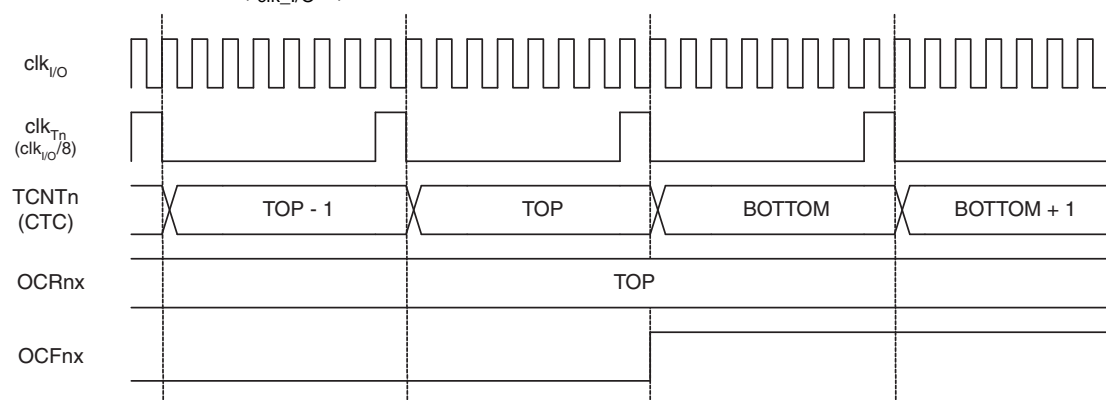 clkI/O
clkTn
(clkI/O/8)
TCNTn
(CTC)
TOP - 1
TOP
BOTTOM
BOTTOM + 1
OCRnx
TOP
OCFnx